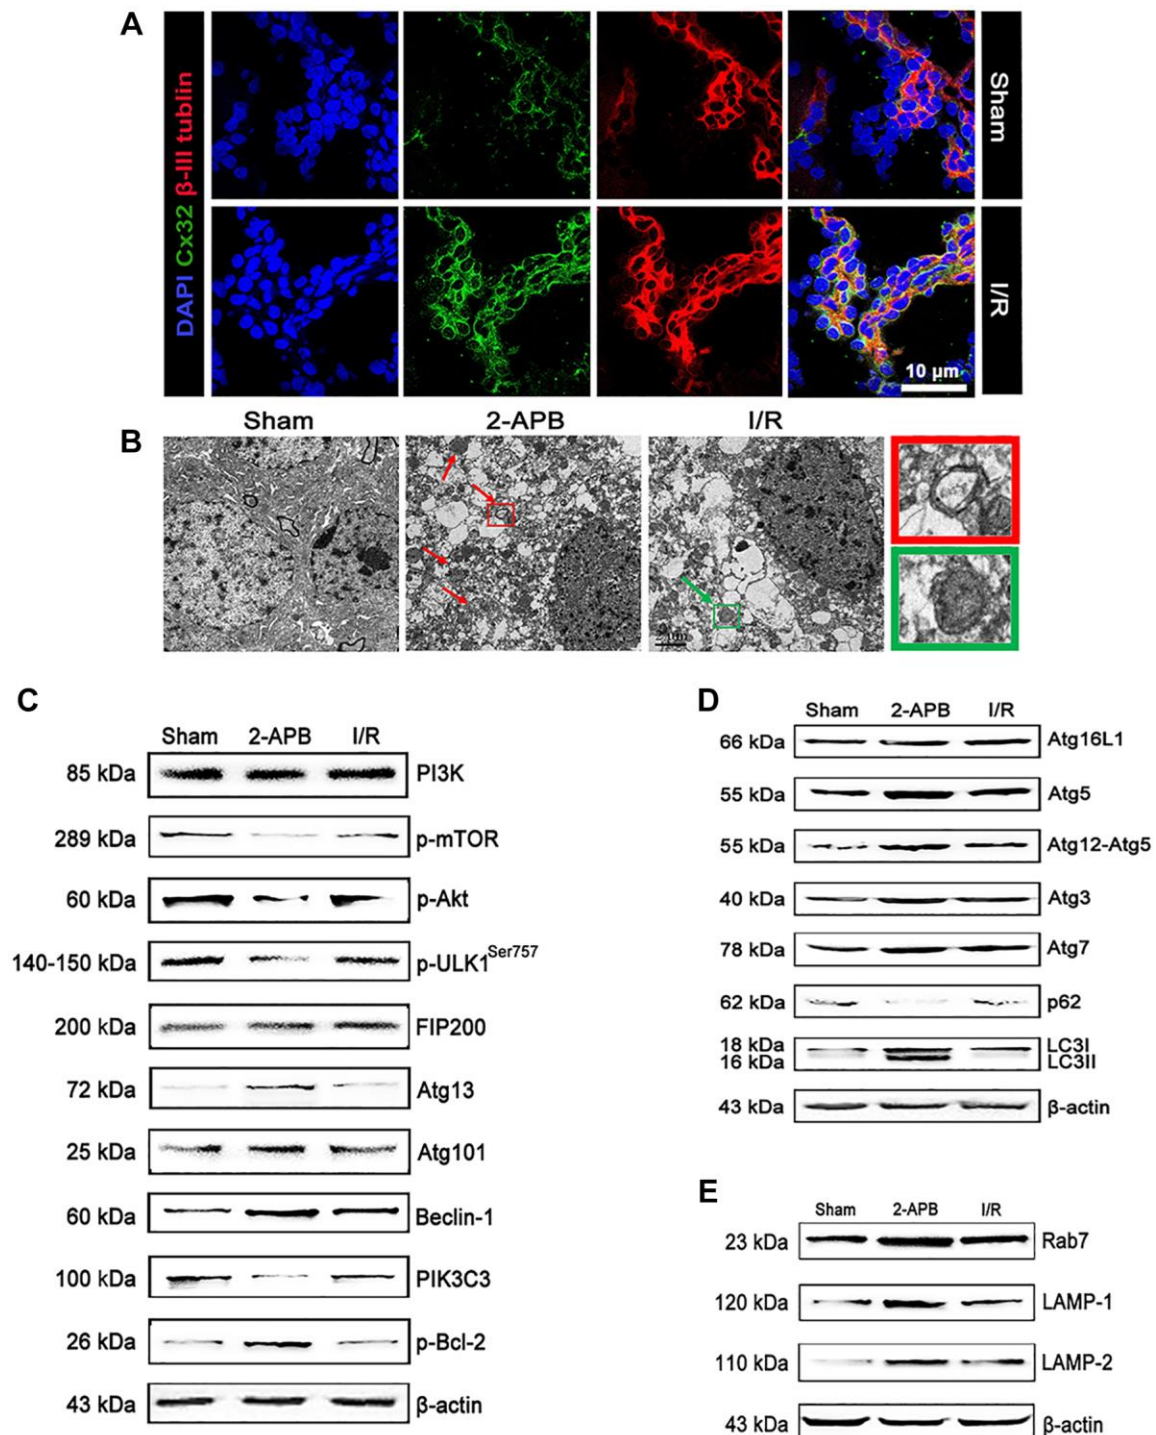 A
DAPI Cx32 β-III tublin
Sham
I/R
10 µm
B
Sham 2-APB I/R
C
Sham 2-APB I/R
85 kDa PI3K
289 kDa p-mTOR
60 kDa p-Akt
140-150 kDa p-ULK1Ser757
200 kDa FIP200
72 kDa Atg13
25 kDa Atg101
60 kDa Beclin-1
100 kDa PIK3C3
26 kDa p-Bcl-2
43 kDa β-actin
D
Sham 2-APB I/R
66 kDa Atg16L1
55 kDa Atg5
55 kDa Atg12-Atg5
40 kDa Atg3
78 kDa Atg7
62 kDa p62
18 kDa LC3I
16 kDa LC3II
43 kDa β-actin
E
Sham 2-APB I/R
23 kDa Rab7
120 kDa LAMP-1
110 kDa LAMP-2
43 kDa β-actin